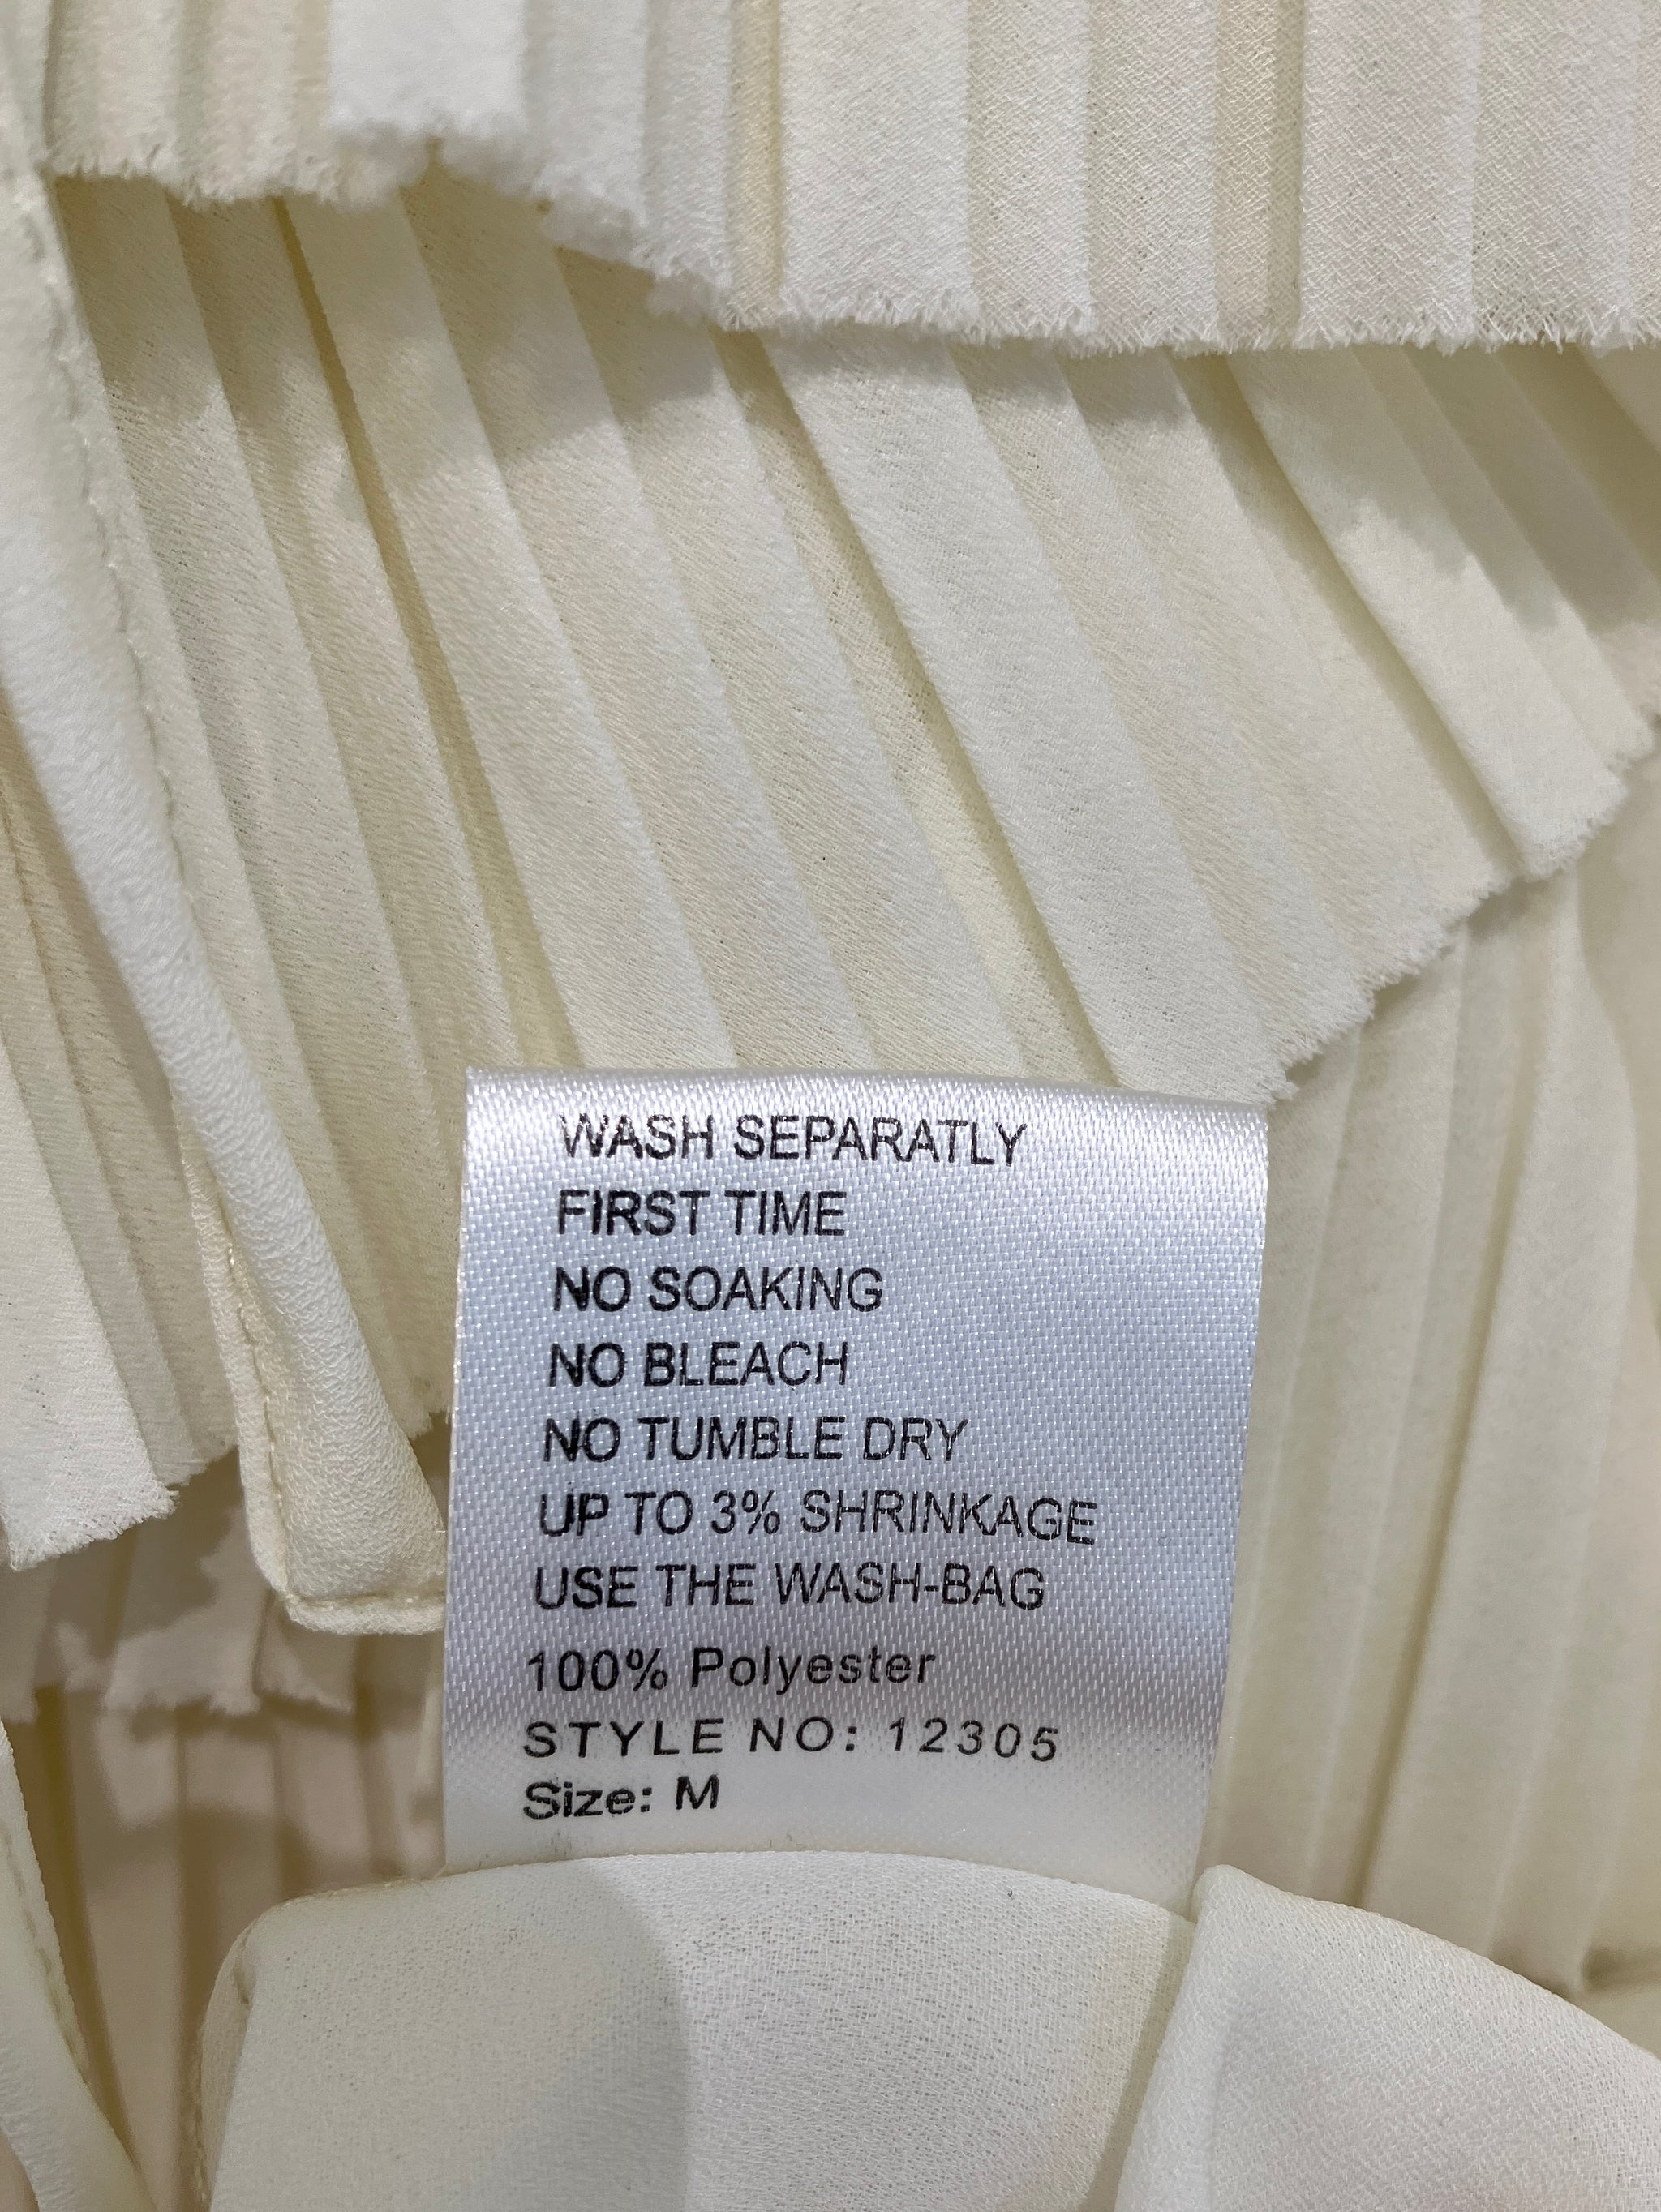 WASH SEPARATLY
FIRST TIME
NO SOAKING
NO BLEACH
NO TUMBLE DRY
UP TO 3% SHRINKAGE
USE THE WASH-BAG
100% Polyester
STYLE NO: 12305
Size: M